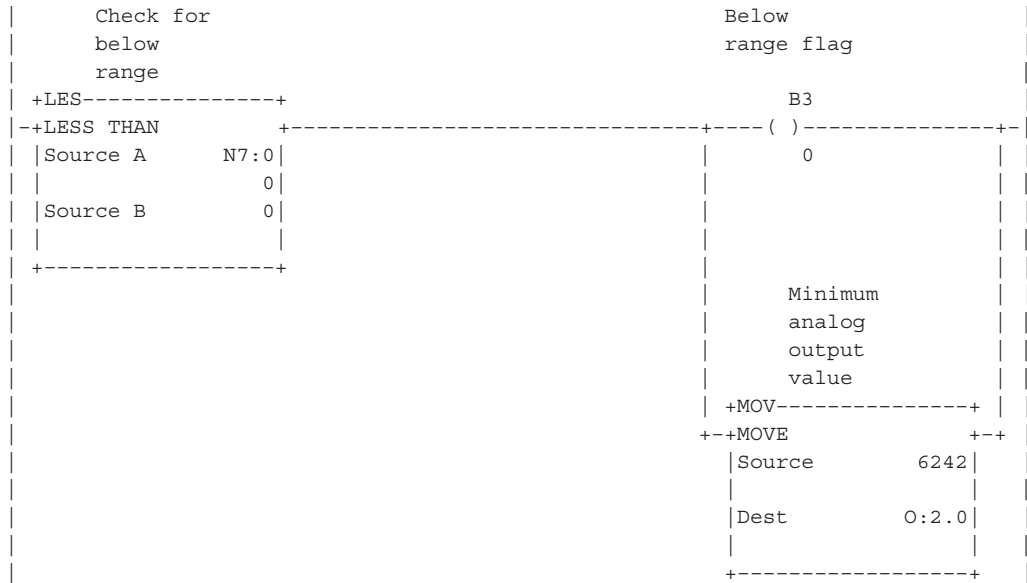 Check for Below
below range flag
range
LES
B3
LESS THAN ( )
Source A N7:0 0
0
Source B 0
Minimum
analog
output
value
MOV
MOVE
Source 6242
Dest O:2.0